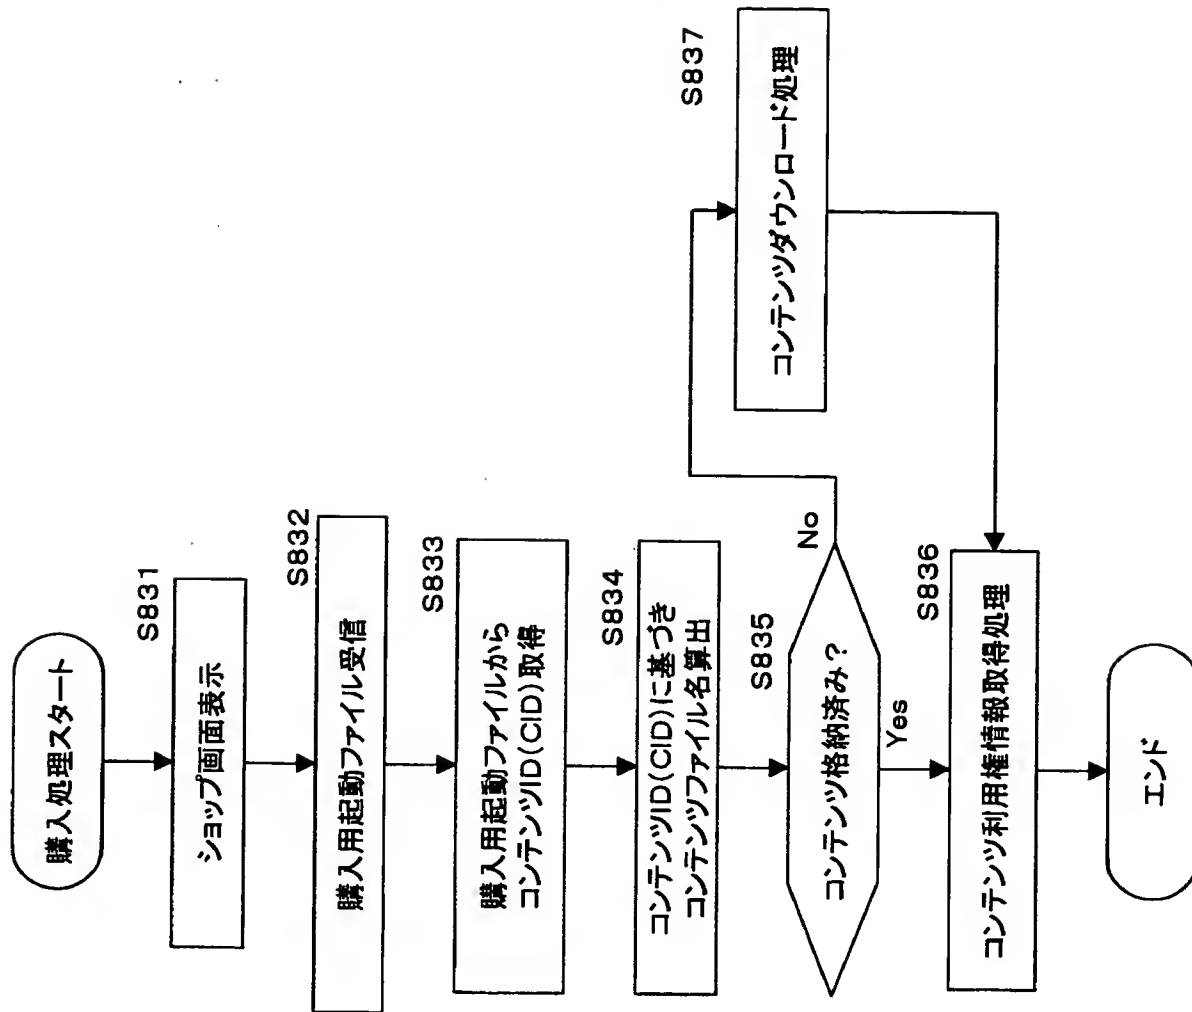 購入処理スタート
S831
ショップ画面表示
S832
購入用起動ファイル受信
S833
購入用起動ファイルから
コンテンツID(CID)取得
S834
コンテンツID(CID)に基づき
コンテンツファイル名算出
S835
コンテンツ格納済み？
No
Yes
S837
コンテンツダウンロード処理
S836
コンテンツ利用権情報取得処理
エンド